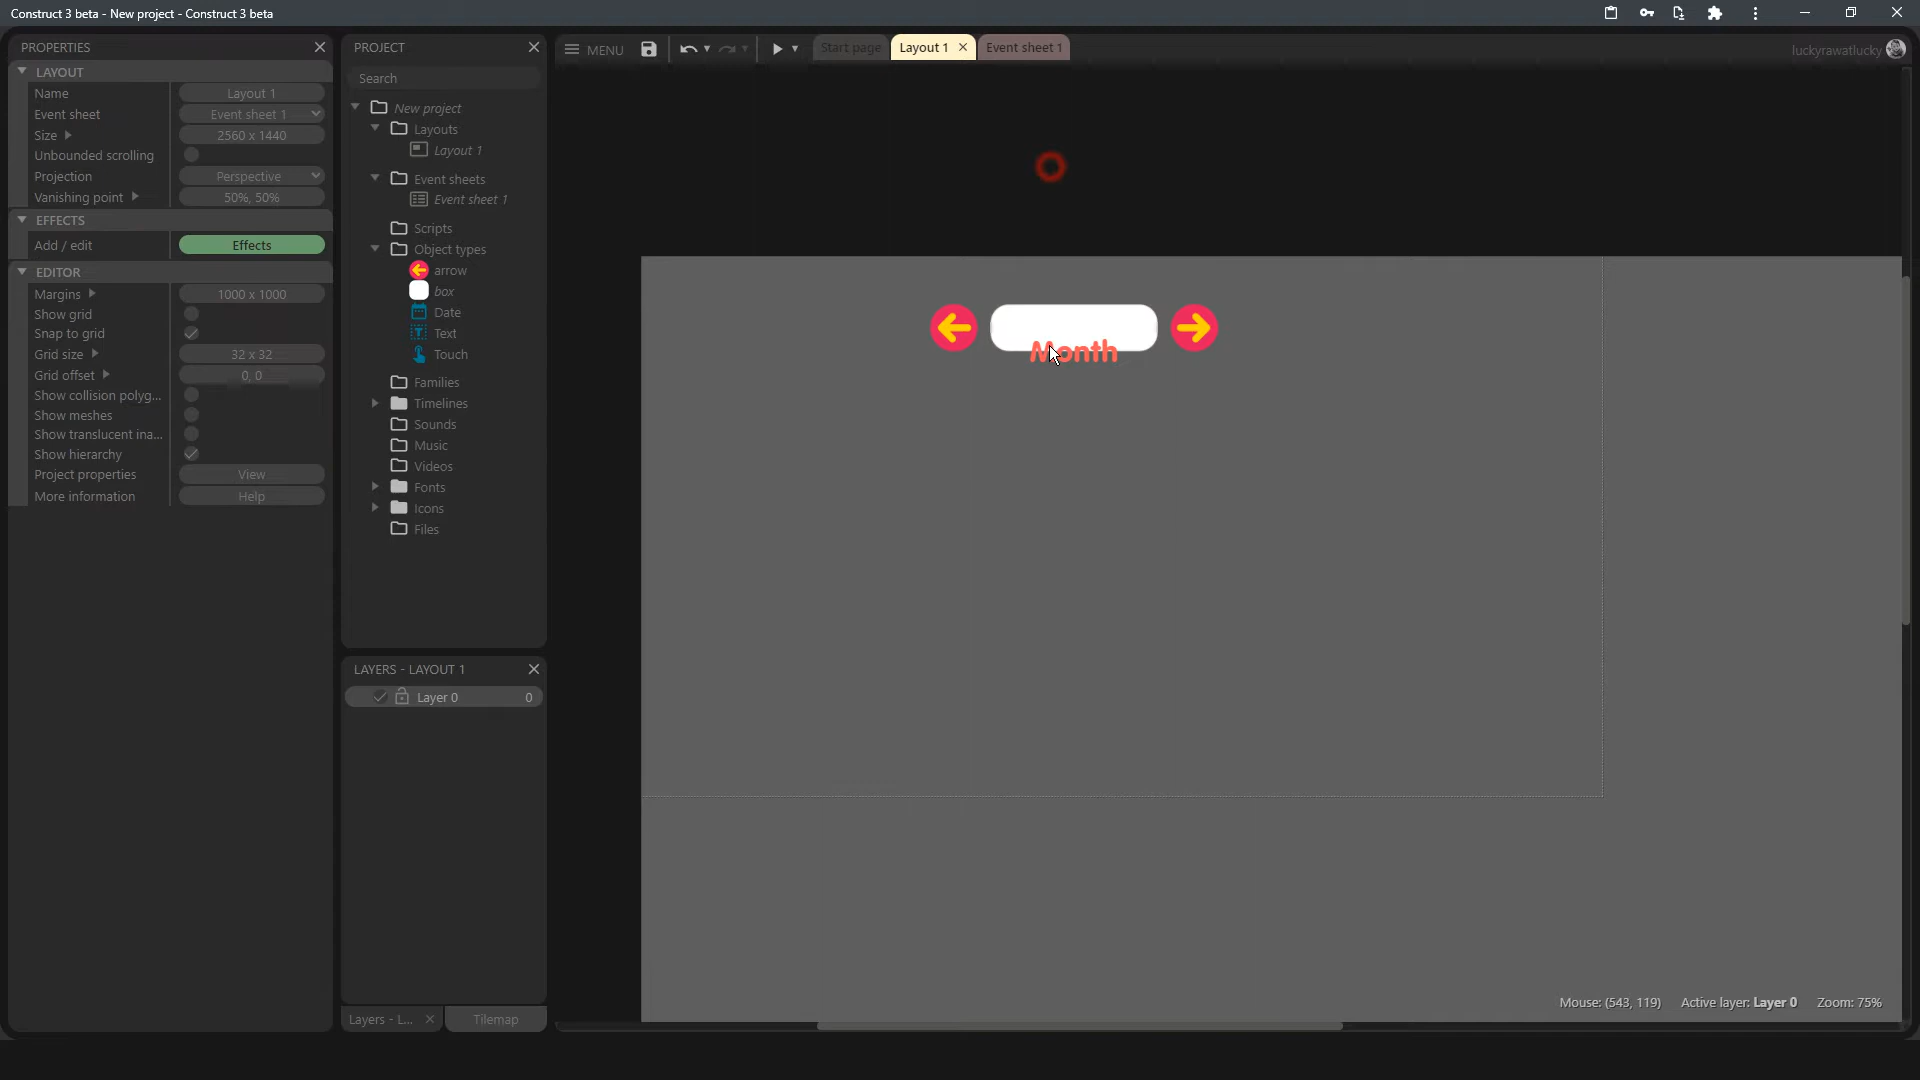 Construct 3 beta - New project - Construct 3 beta
PROPERTIES
LAYOUT
Name
Layout 1
Event sheet
Event sheet 1
Size
2560 x 1440
Unbounded scrolling
Projection
Perspective
Vanishing point
50%, 50%
EFFECTS
Add / edit
Effects
EDITOR
Margins
1000 x 1000
Show grid
Snap to grid
Grid size
32 x 32
Grid offset
0, 0
Show collision polyg...
Show meshes
Show translucent ina...
Show hierarchy
Project properties
View
More information
Help
PROJECT
Search
New project
Layouts
Layout 1
Event sheets
Event sheet 1
Scripts
Object types
arrow
box
Date
Text
Touch
Families
Timelines
Sounds
Music
Videos
Fonts
Icons
Files
LAYERS - LAYOUT 1
Layer 0
0
Layers - L...
Tilemap
MENU
Start page
Layout 1
Event sheet 1
luckyrawatlucky
Month
Mouse: (543, 119)
Active layer: Layer 0
Zoom: 75%